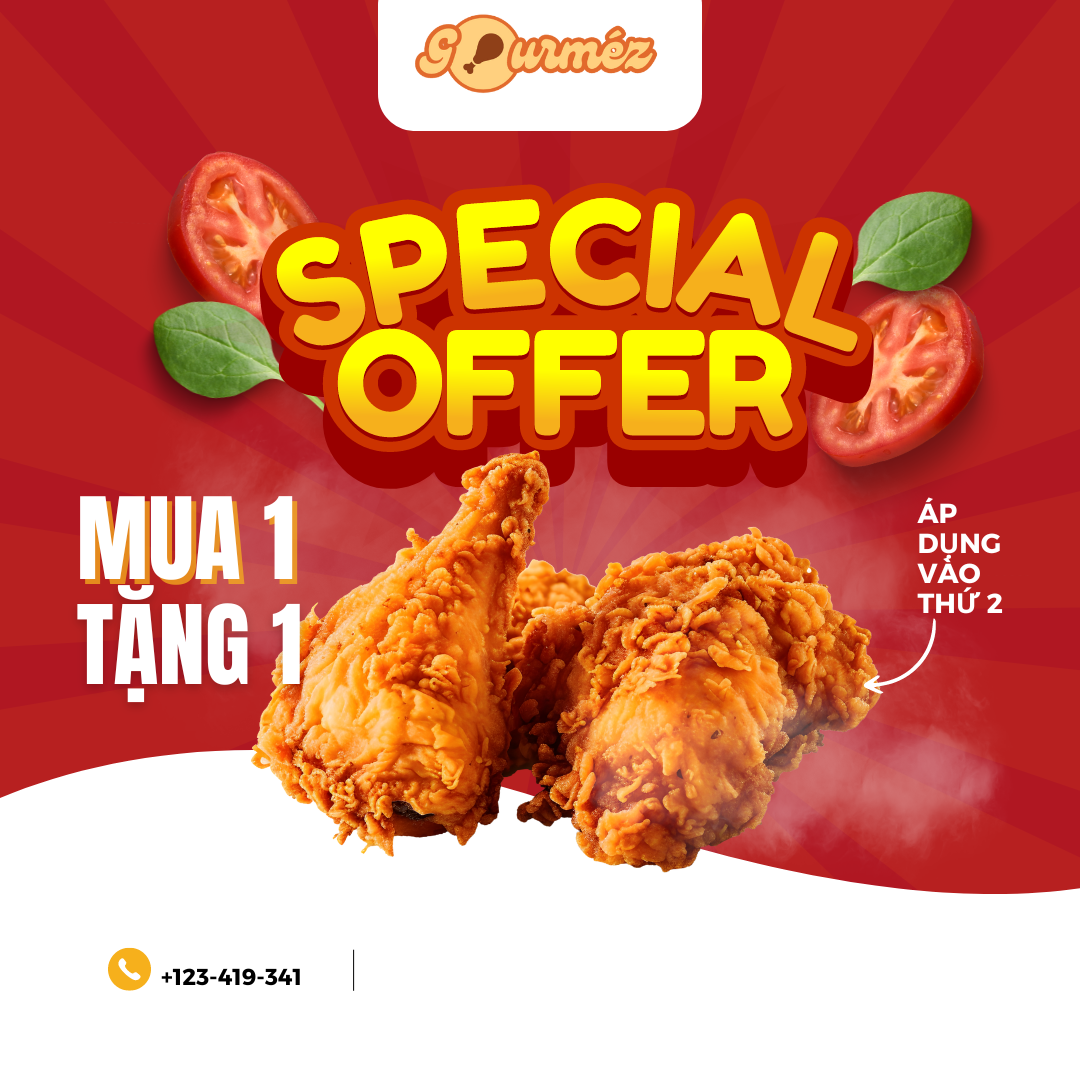 Gourméz
SPECIAL
OFFER
MUA 1
TẶNG 1
ÁP
DỤNG
VÀO
THỨ 2
+123-419-341